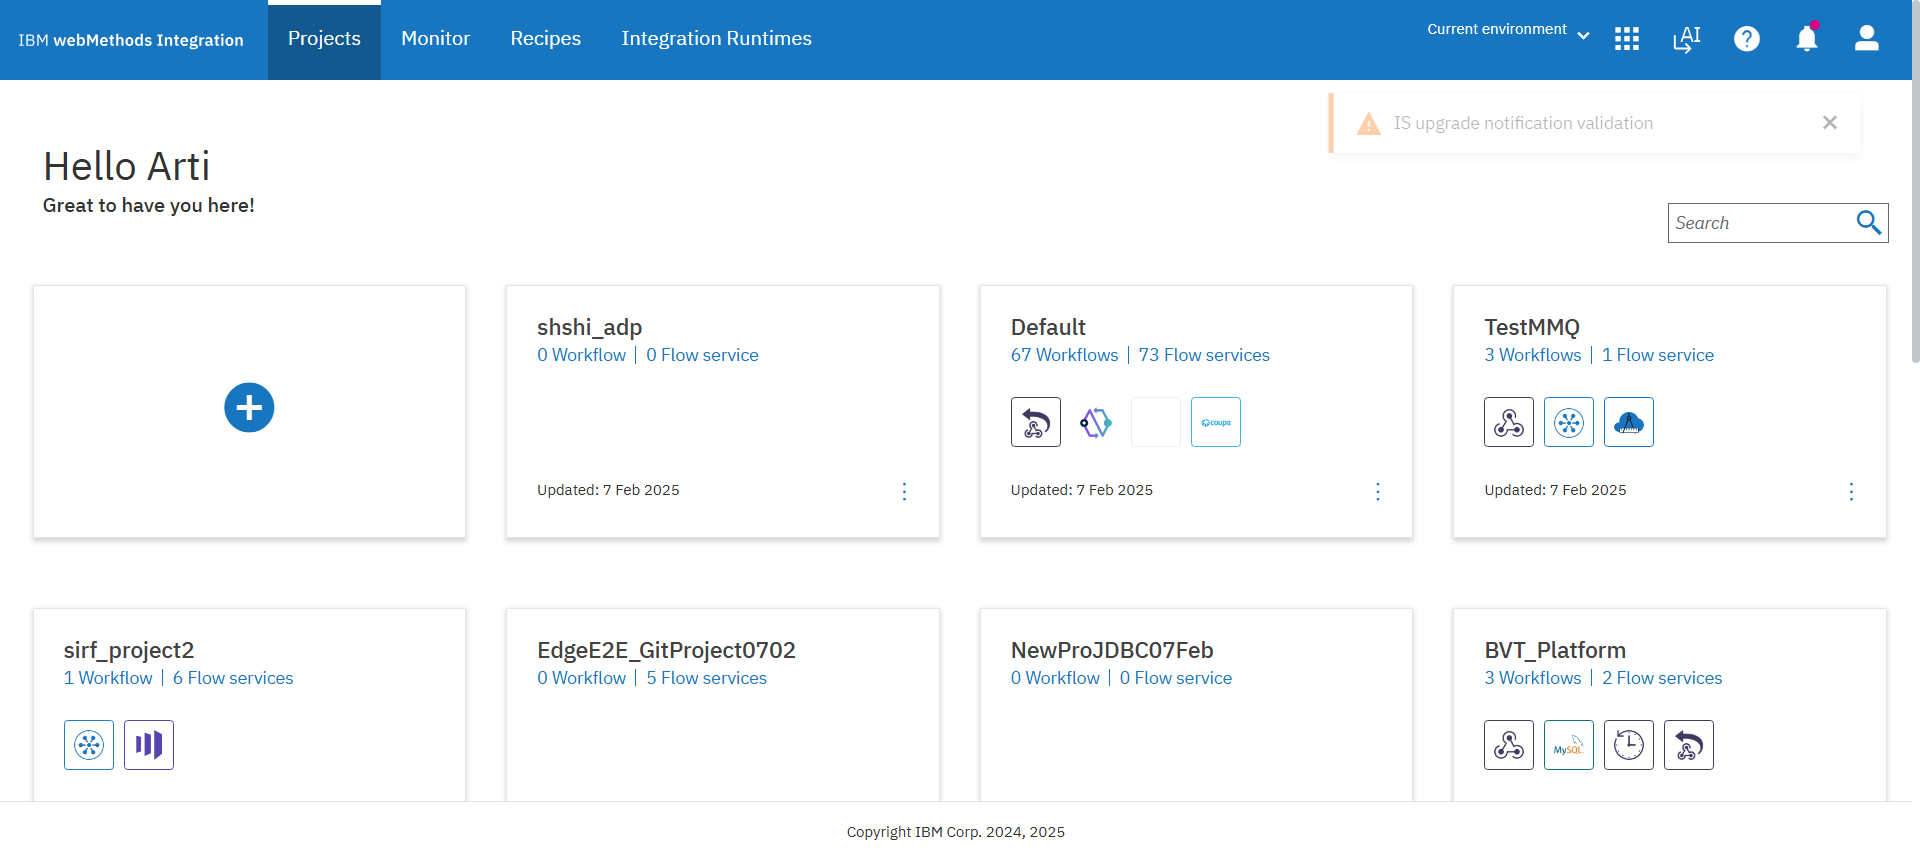 IBM webMethods Integration
Projects
Monitor
Recipes
Integration Runtimes
Current environment
AI
?
IS upgrade notification validation
Hello Arti
Great to have you here!
Search
shshi_adp
0 Workflow | 0 Flow service
Updated: 7 Feb 2025
Default
67 Workflows | 73 Flow services
coupa
Updated: 7 Feb 2025
TestMMQ
3 Workflows | 1 Flow service
Updated: 7 Feb 2025
sirf_project2
1 Workflow | 6 Flow services
EdgeE2E_GitProject0702
0 Workflow | 5 Flow services
NewProJDBC07Feb
0 Workflow | 0 Flow service
BVT_Platform
3 Workflows | 2 Flow services
MySQL
Copyright IBM Corp. 2024, 2025